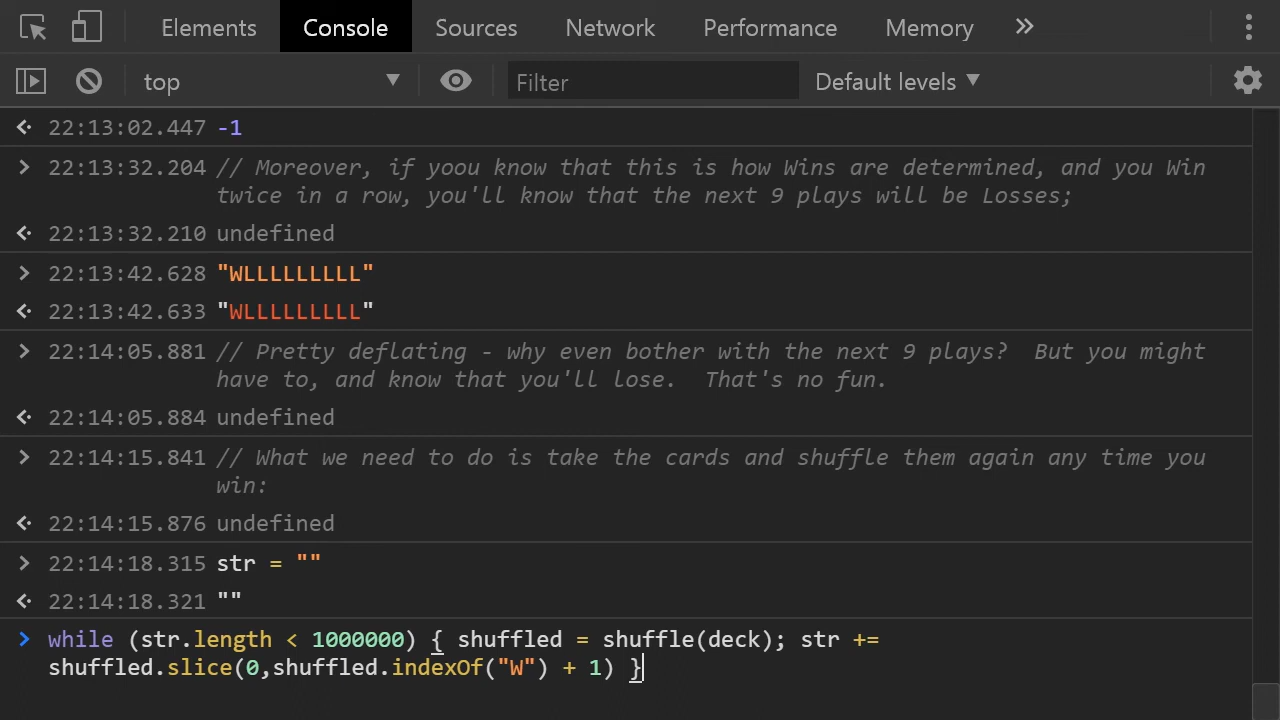 Elements Console Sources Network Performance Memory »
top ▼ Filter Default levels ▼
22:13:02.447 -1
22:13:32.204 // Moreover, if yoou know that this is how Wins are determined, and you Win
twice in a row, you'll know that the next 9 plays will be Losses;
22:13:32.210 undefined
22:13:42.628 "WLLLLLLLLL"
22:13:42.633 "WLLLLLLLLL"
22:14:05.881 // Pretty deflating - why even bother with the next 9 plays?  But you might
have to, and know that you'll lose.  That's no fun.
22:14:05.884 undefined
22:14:15.841 // What we need to do is take the cards and shuffle them again any time you
win:
22:14:15.876 undefined
22:14:18.315 str = ""
22:14:18.321 ""
> while (str.length < 1000000) { shuffled = shuffle(deck); str +=
shuffled.slice(0,shuffled.indexOf("W") + 1) }